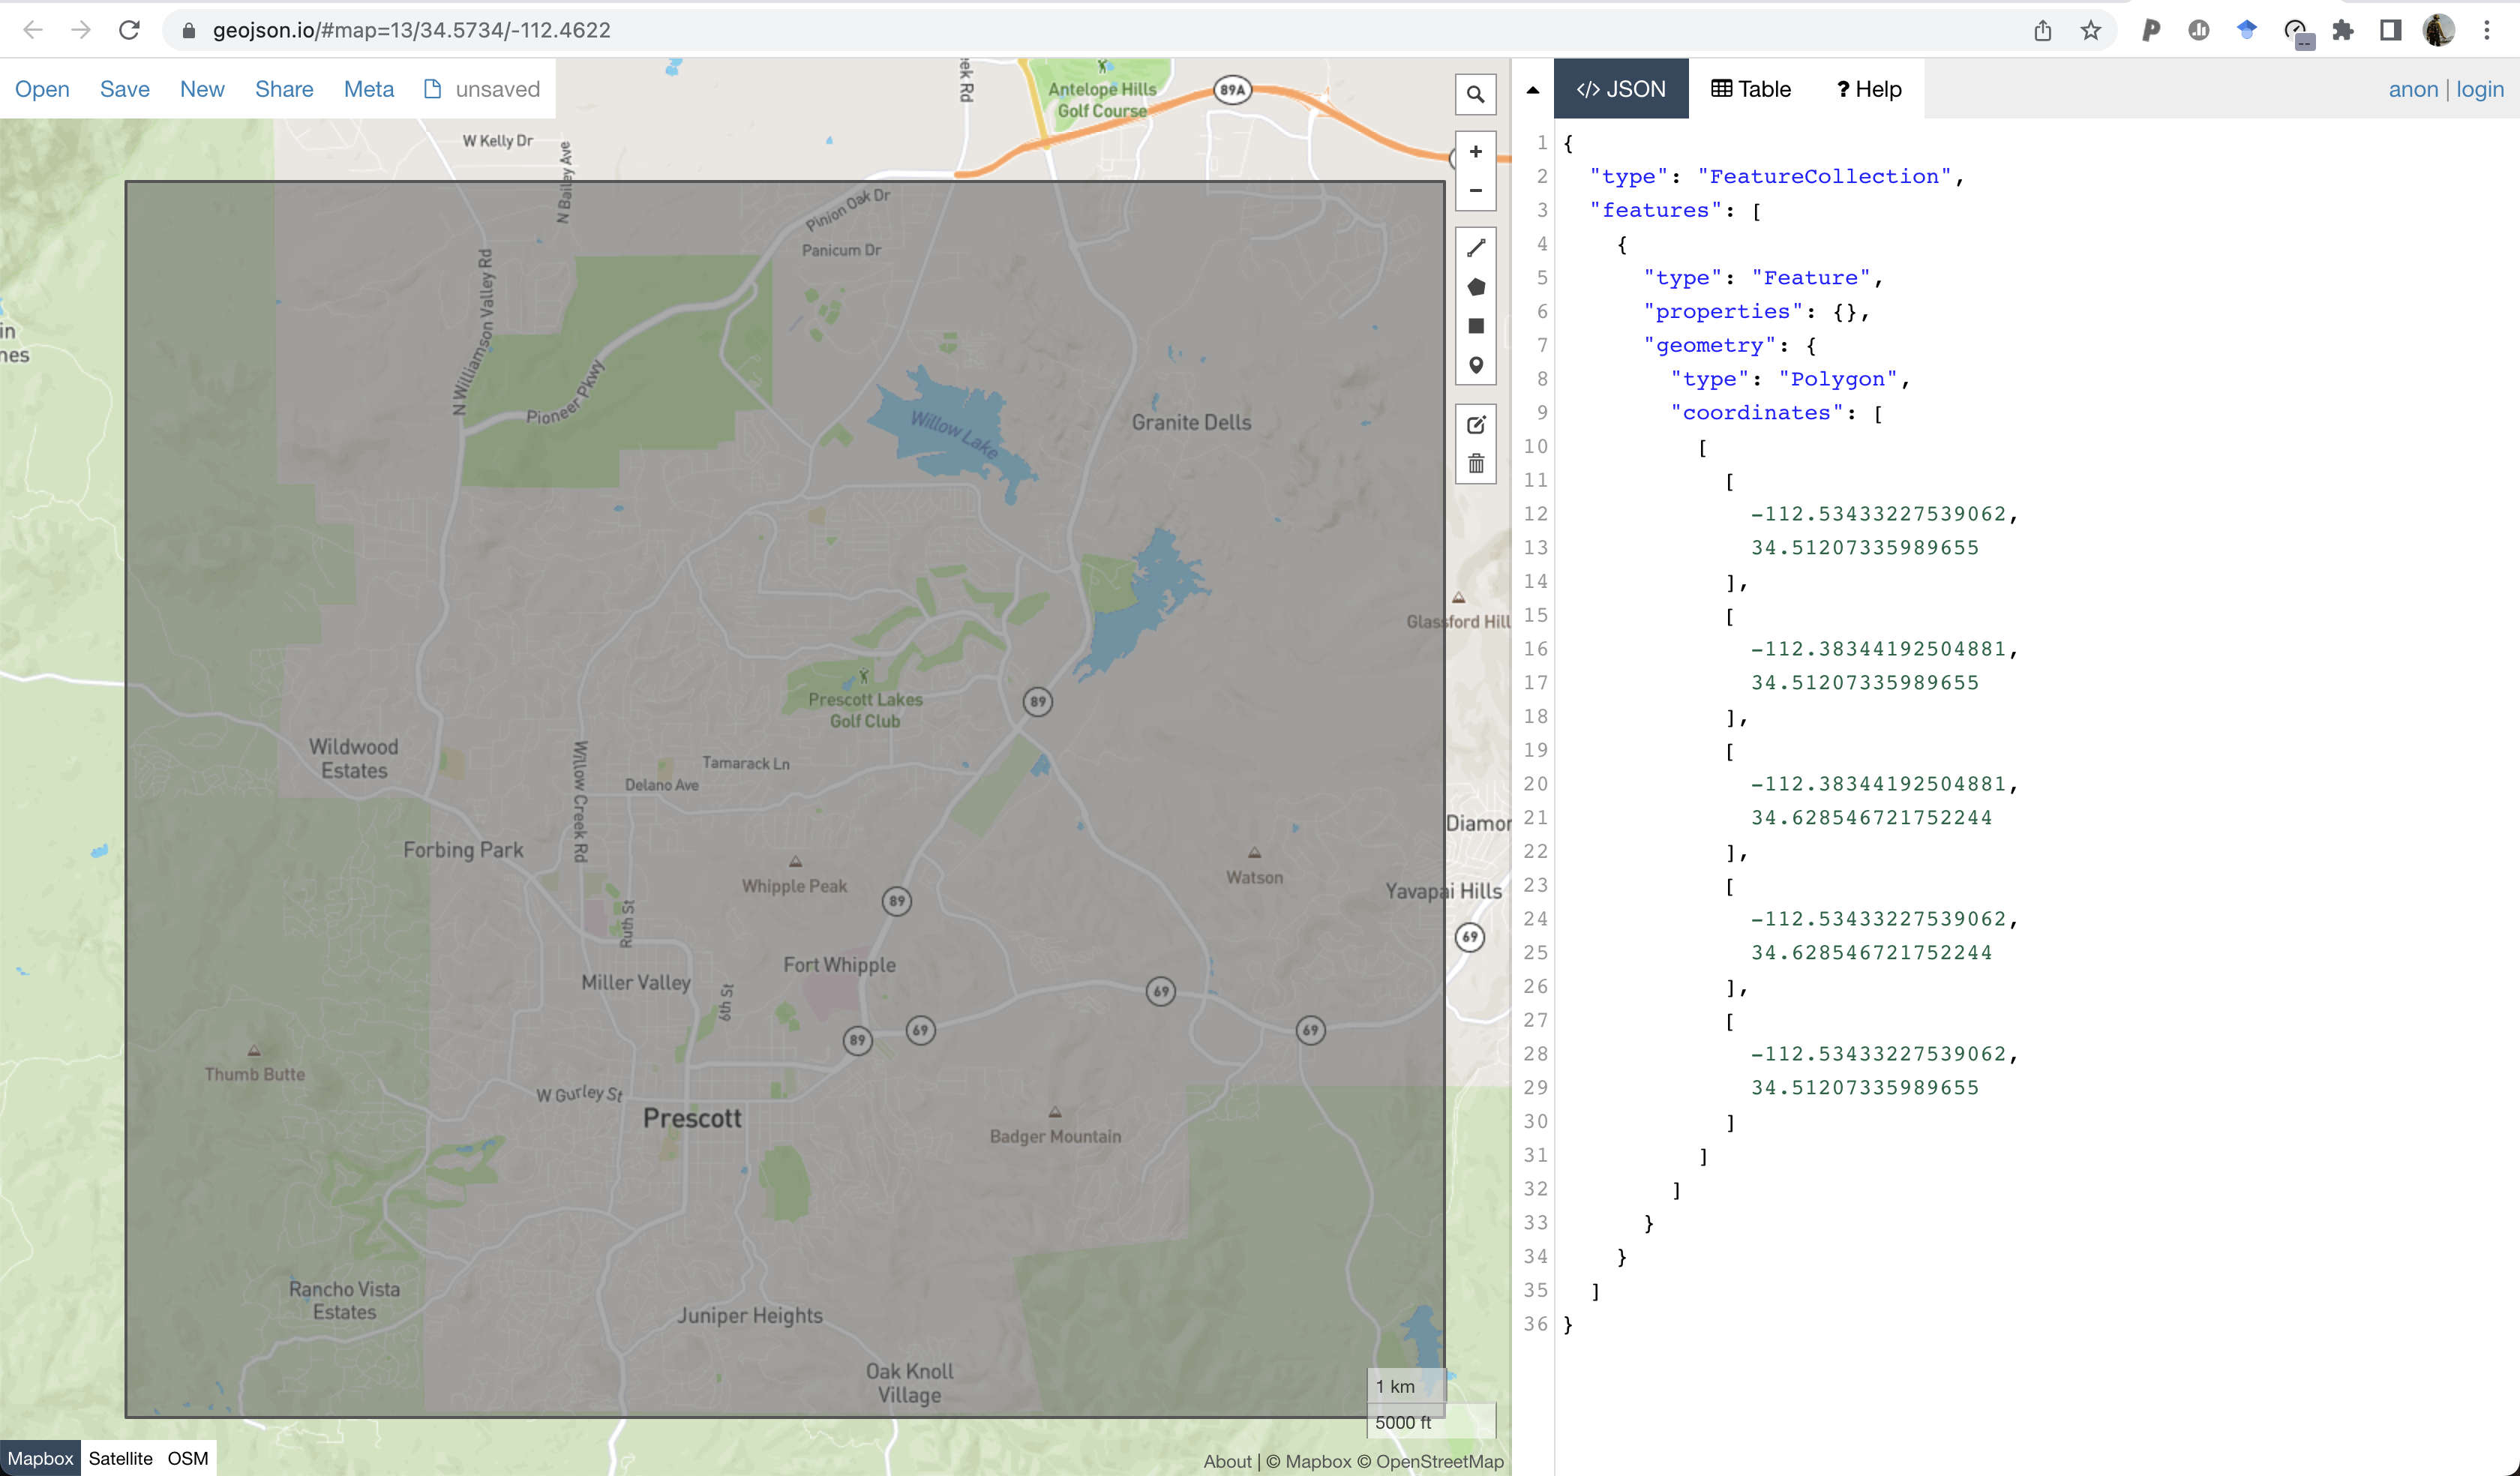 geojson.io/#map=13/34.5734/-112.4622
Open Save New Share Meta unsaved
</> JSON Table ? Help
anon | login
ek Rd
Antelope Hills
Golf Course
89A
W Kelly Dr
N Bailey Ave
Pinion Oak Dr
Panicum Dr
N Williamson Valley Rd
in
nes
Pioneer Pkwy
Willow Lake
Granite Dells
Glassford Hill
Prescott Lakes
Golf Club
89
Wildwood
Estates
Willow Creek Rd
Tamarack Ln
Delano Ave
Diamon
Forbing Park
Whipple Peak
Watson
Yavapai Hills
89
Ruth St
69
Fort Whipple
Miller Valley
6th St
69
89
69
69
Thumb Butte
W Gurley St
Prescott
Badger Mountain
Rancho Vista
Estates
Juniper Heights
Oak Knoll
Village
1 km
5000 ft
Mapbox Satellite OSM
About | © Mapbox © OpenStreetMap
1 {
2 "type": "FeatureCollection",
3 "features": [
4 {
5 "type": "Feature",
6 "properties": {},
7 "geometry": {
8 "type": "Polygon",
9 "coordinates": [
10 [
11 [
12 -112.53433227539062,
13 34.51207335989655
14 ],
15 [
16 -112.38344192504881,
17 34.51207335989655
18 ],
19 [
20 -112.38344192504881,
21 34.628546721752244
22 ],
23 [
24 -112.53433227539062,
25 34.628546721752244
26 ],
27 [
28 -112.53433227539062,
29 34.51207335989655
30 ]
31 ]
32 ]
33 }
34 }
35 ]
36 }